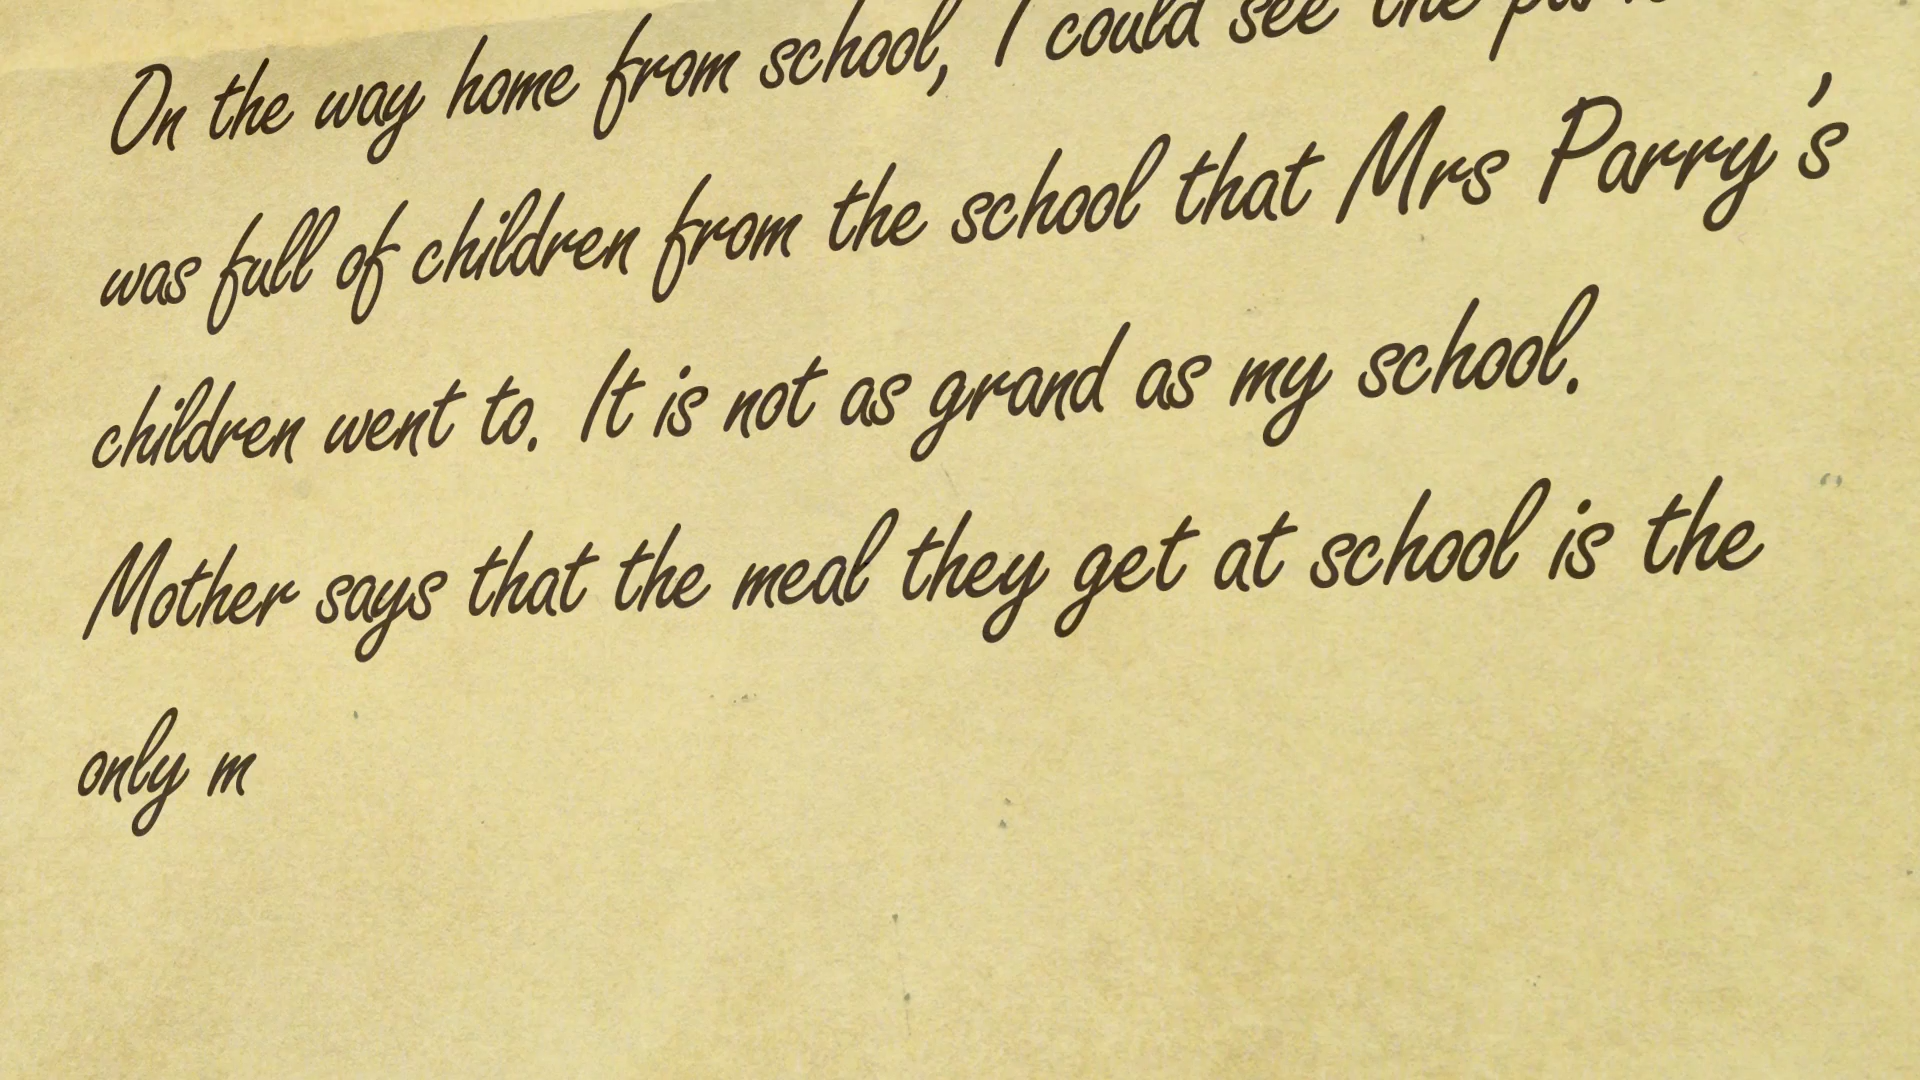 On the way home from school, I could see the park
was full of children from the school that Mrs Parry's
children went to. It is not as grand as my school.
Mother says that the meal they get at school is the
only m